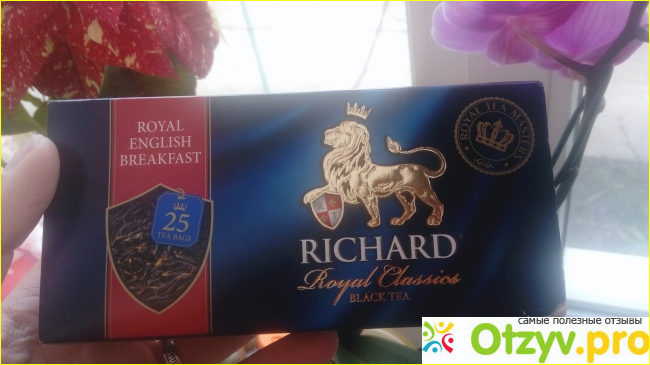 ROYAL
ENGLISH
BREAKFAST
25
TEA BAGS
ROYAL TEA MASTERS
RICHARD
Royal Classics
BLACK TEA
самые полезные отзывы
Otzyv.pro